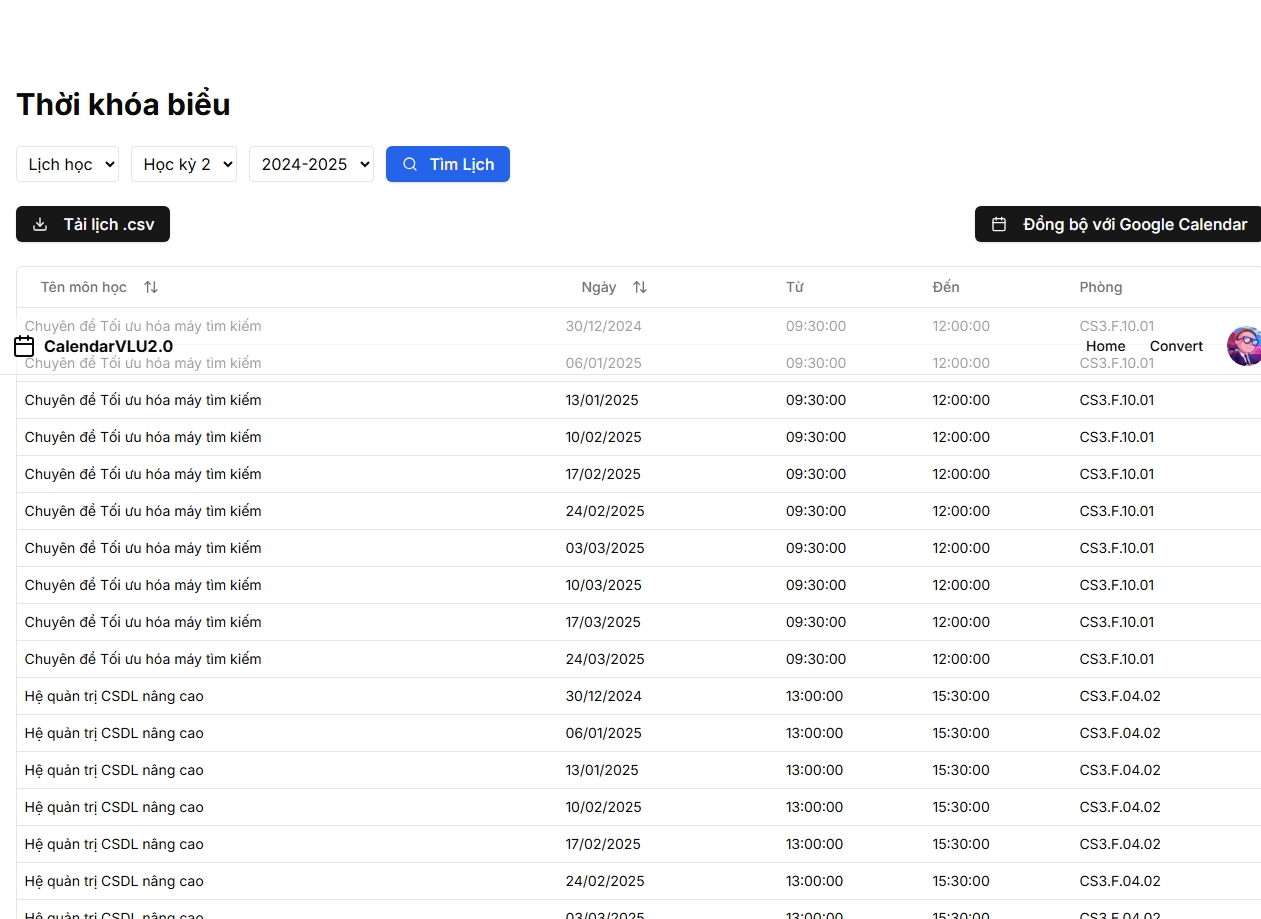 Thời khóa biểu
Lịch học Học kỳ 2 2024-2025 Tìm Lịch
Tải lịch .csv Đồng bộ với Google Calendar
Tên môn học Ngày Từ Đến Phòng
Chuyên đề Tối ưu hóa máy tìm kiếm 30/12/2024 09:30:00 12:00:00 CS3.F.10.01
CalendarVLU2.0 Home Convert
Chuyên đề Tối ưu hóa máy tìm kiếm 06/01/2025 09:30:00 12:00:00 CS3.F.10.01
Chuyên đề Tối ưu hóa máy tìm kiếm 13/01/2025 09:30:00 12:00:00 CS3.F.10.01
Chuyên đề Tối ưu hóa máy tìm kiếm 10/02/2025 09:30:00 12:00:00 CS3.F.10.01
Chuyên đề Tối ưu hóa máy tìm kiếm 17/02/2025 09:30:00 12:00:00 CS3.F.10.01
Chuyên đề Tối ưu hóa máy tìm kiếm 24/02/2025 09:30:00 12:00:00 CS3.F.10.01
Chuyên đề Tối ưu hóa máy tìm kiếm 03/03/2025 09:30:00 12:00:00 CS3.F.10.01
Chuyên đề Tối ưu hóa máy tìm kiếm 10/03/2025 09:30:00 12:00:00 CS3.F.10.01
Chuyên đề Tối ưu hóa máy tìm kiếm 17/03/2025 09:30:00 12:00:00 CS3.F.10.01
Chuyên đề Tối ưu hóa máy tìm kiếm 24/03/2025 09:30:00 12:00:00 CS3.F.10.01
Hệ quản trị CSDL nâng cao 30/12/2024 13:00:00 15:30:00 CS3.F.04.02
Hệ quản trị CSDL nâng cao 06/01/2025 13:00:00 15:30:00 CS3.F.04.02
Hệ quản trị CSDL nâng cao 13/01/2025 13:00:00 15:30:00 CS3.F.04.02
Hệ quản trị CSDL nâng cao 10/02/2025 13:00:00 15:30:00 CS3.F.04.02
Hệ quản trị CSDL nâng cao 17/02/2025 13:00:00 15:30:00 CS3.F.04.02
Hệ quản trị CSDL nâng cao 24/02/2025 13:00:00 15:30:00 CS3.F.04.02
Hệ quản trị CSDL nâng cao 03/03/2025 13:00:00 15:30:00 CS3.F.04.02